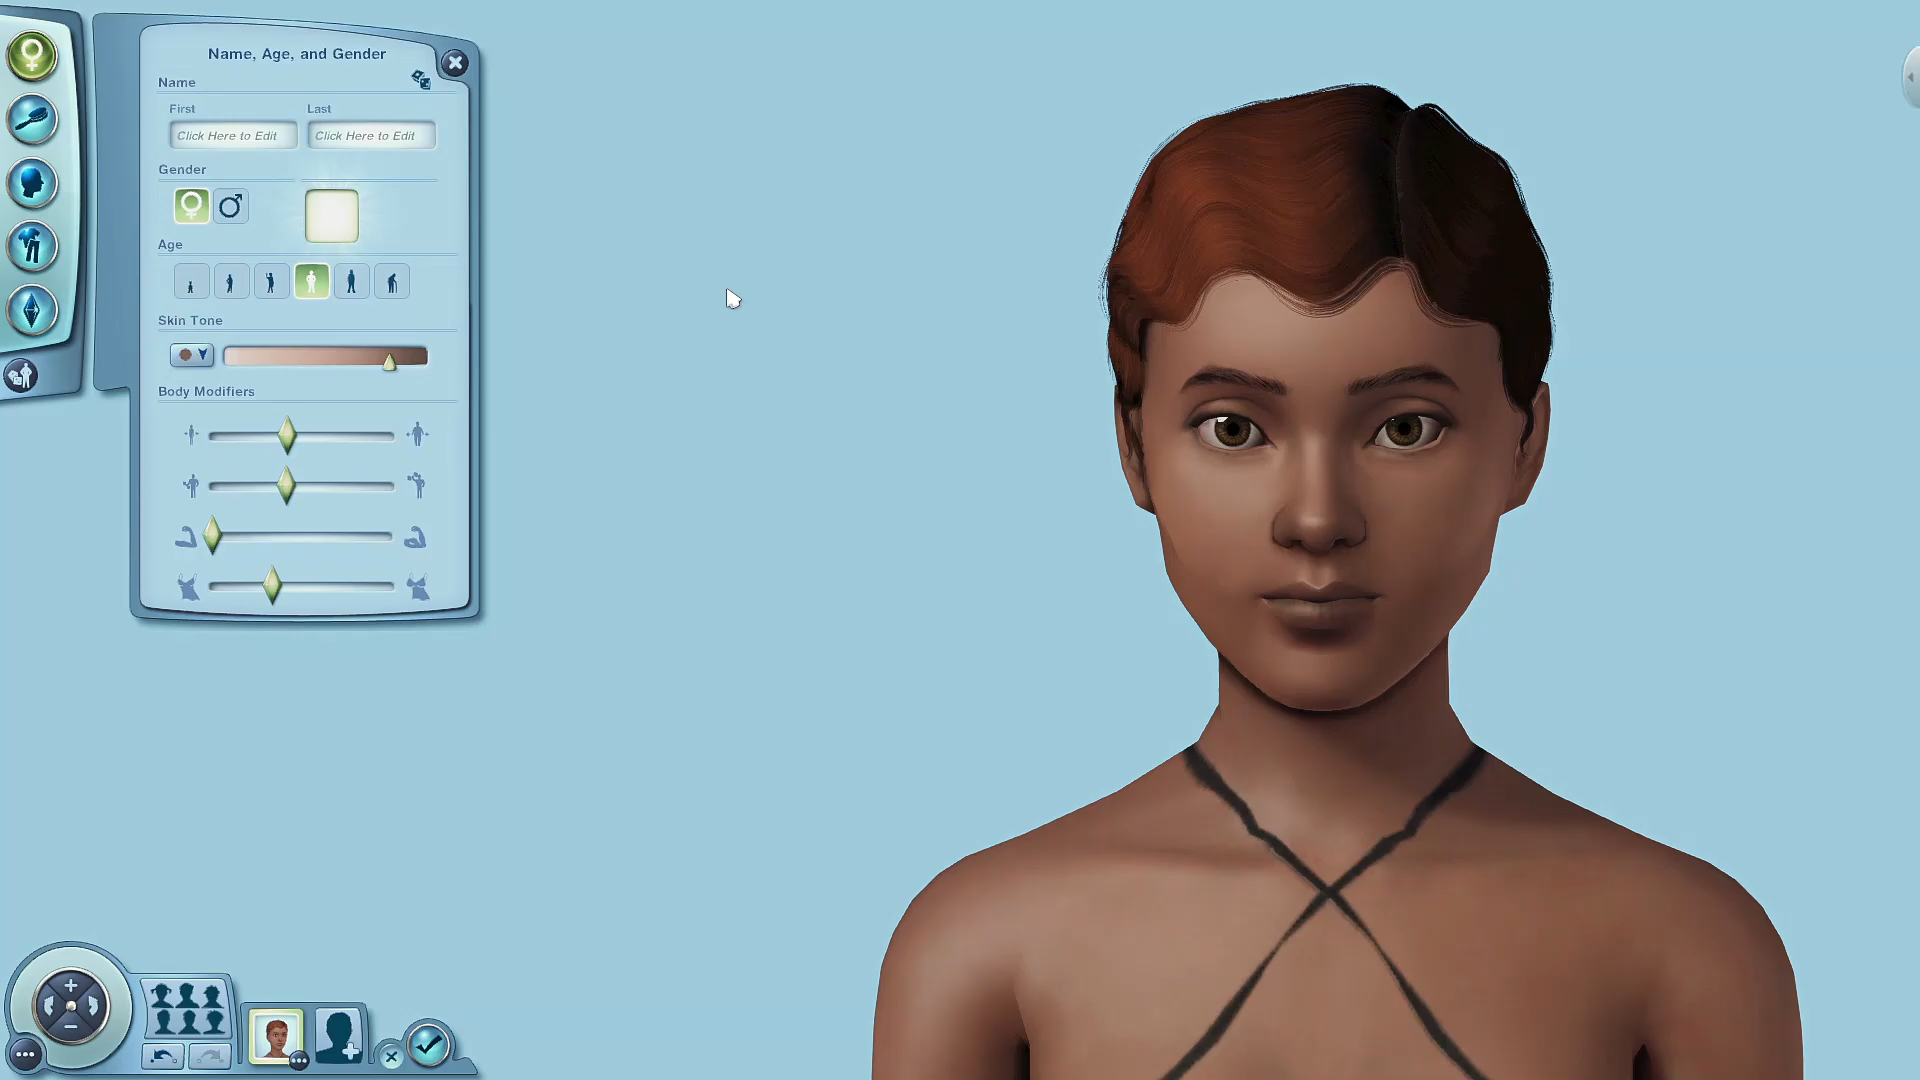 Name, Age, and Gender
Name
First Last
Click Here to Edit Click Here to Edit
Gender
Age
Skin Tone
Body Modifiers